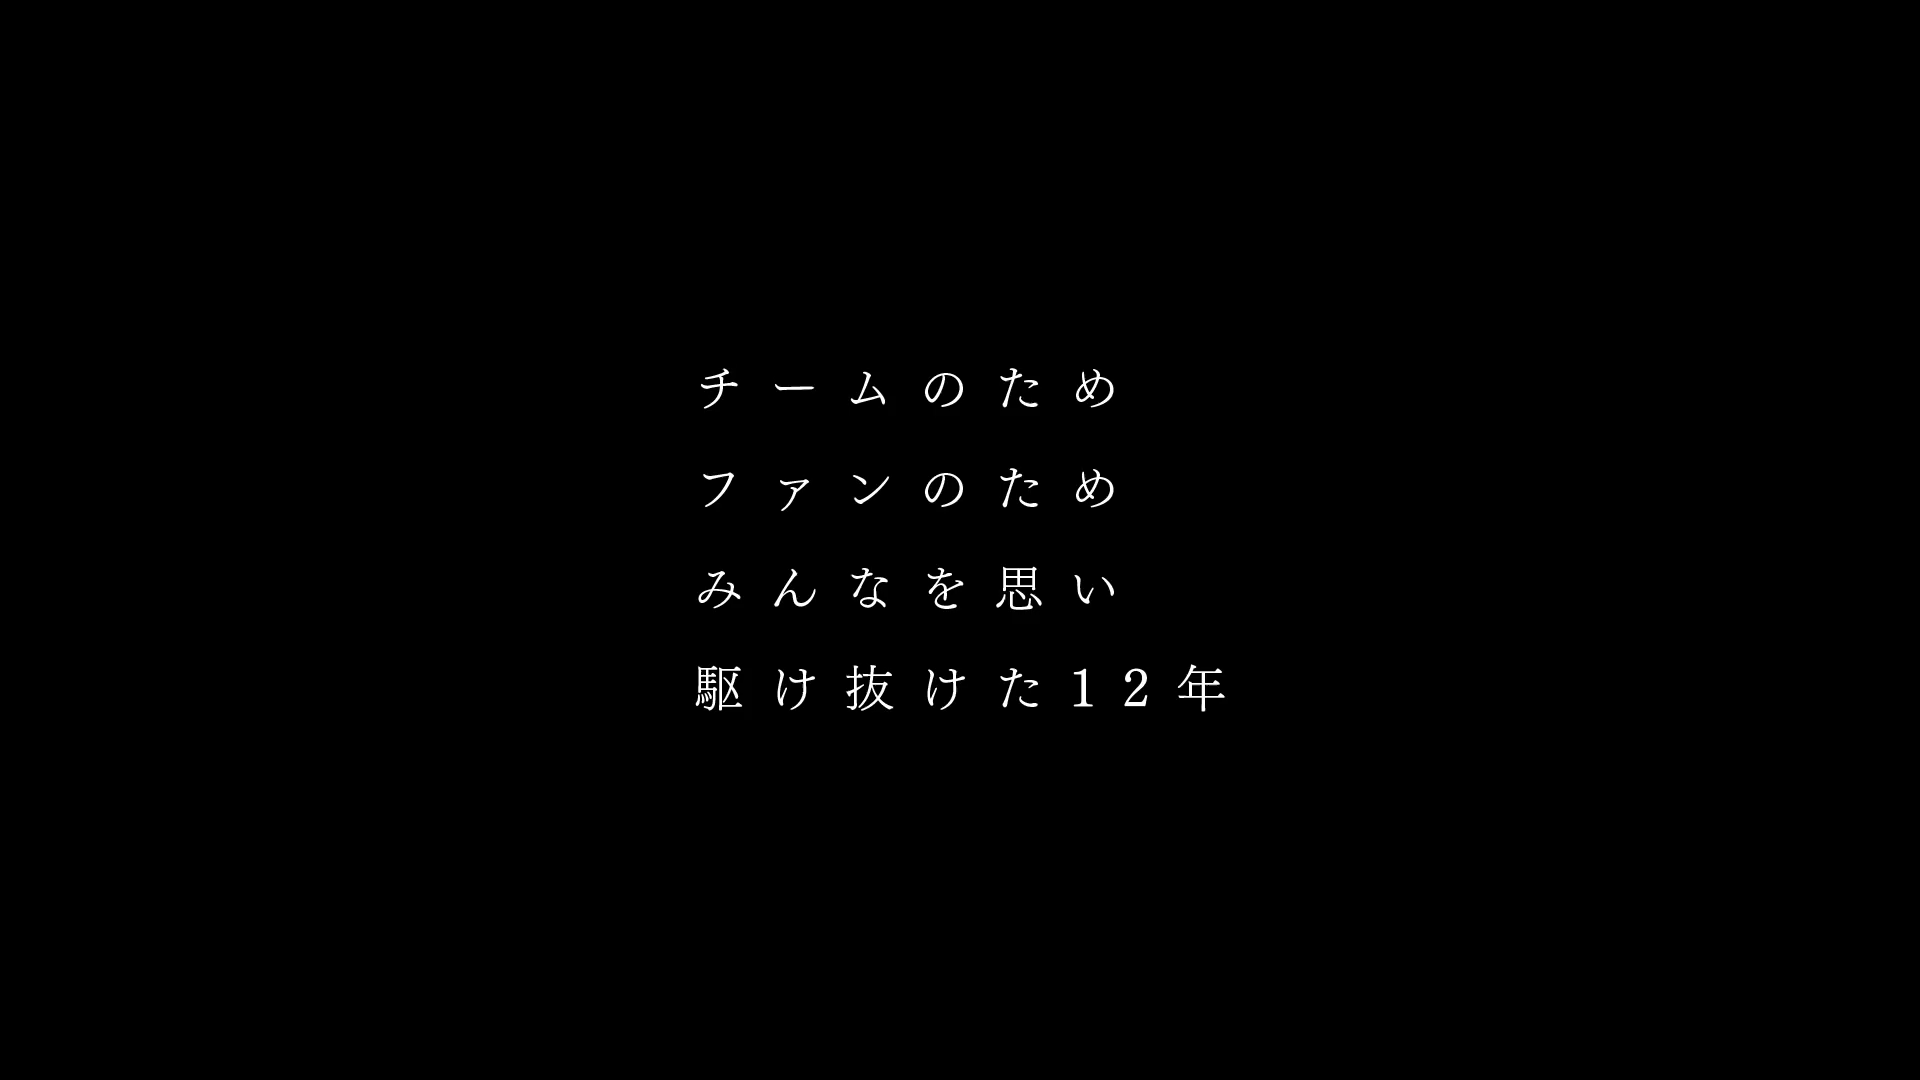 チームのため
ファンのため
みんなを思い
駆け抜けた12年